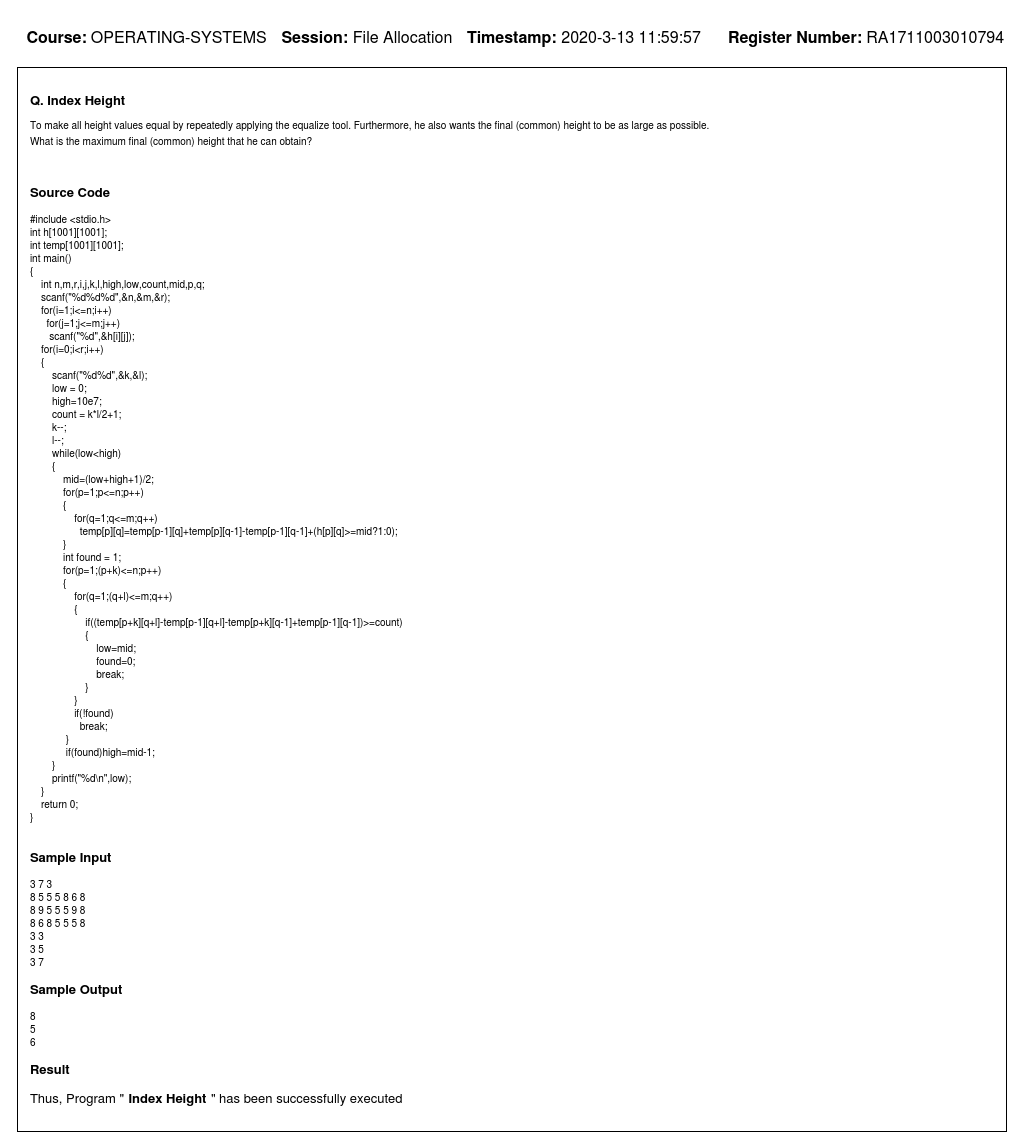 Course: OPERATING-SYSTEMS Session: File Allocation Timestamp: 2020-3-13 11:59:57 Register Number: RA1711003010794
Q. Index Height
To make all height values equal by repeatedly applying the equalize tool. Furthermore, he also wants the final (common) height to be as large as possible.
What is the maximum final (common) height that he can obtain?
Source Code
#include <stdio.h>
int h[1001][1001];
int temp[1001][1001];
int main()
{
int n,m,r,i,j,k,l,high,low,count,mid,p,q;
scanf("%d%d%d",&n,&m,&r);
for(i=1;i<=n;i++)
for(j=1;j<=m;j++)
scanf("%d",&h[i][j]);
for(i=0;i<r;i++)
{
scanf("%d%d",&k,&l);
low = 0;
high=10e7;
count = k*l/2+1;
k--;
l--;
while(low<high)
{
mid=(low+high+1)/2;
for(p=1;p<=n;p++)
{
for(q=1;q<=m;q++)
temp[p][q]=temp[p-1][q]+temp[p][q-1]-temp[p-1][q-1]+(h[p][q]>=mid?1:0);
}
int found = 1;
for(p=1;(p+k)<=n;p++)
{
for(q=1;(q+l)<=m;q++)
{
if((temp[p+k][q+l]-temp[p-1][q+l]-temp[p+k][q-1]+temp[p-1][q-1])>=count)
{
low=mid;
found=0;
break;
}
}
if(!found)
break;
}
if(found)high=mid-1;
}
printf("%d\n",low);
}
return 0;
}
Sample Input
3 7 3
8 5 5 5 8 6 8
8 9 5 5 5 9 8
8 6 8 5 5 5 8
3 3
3 5
3 7
Sample Output
8
5
6
Result
Thus, Program " Index Height " has been successfully executed